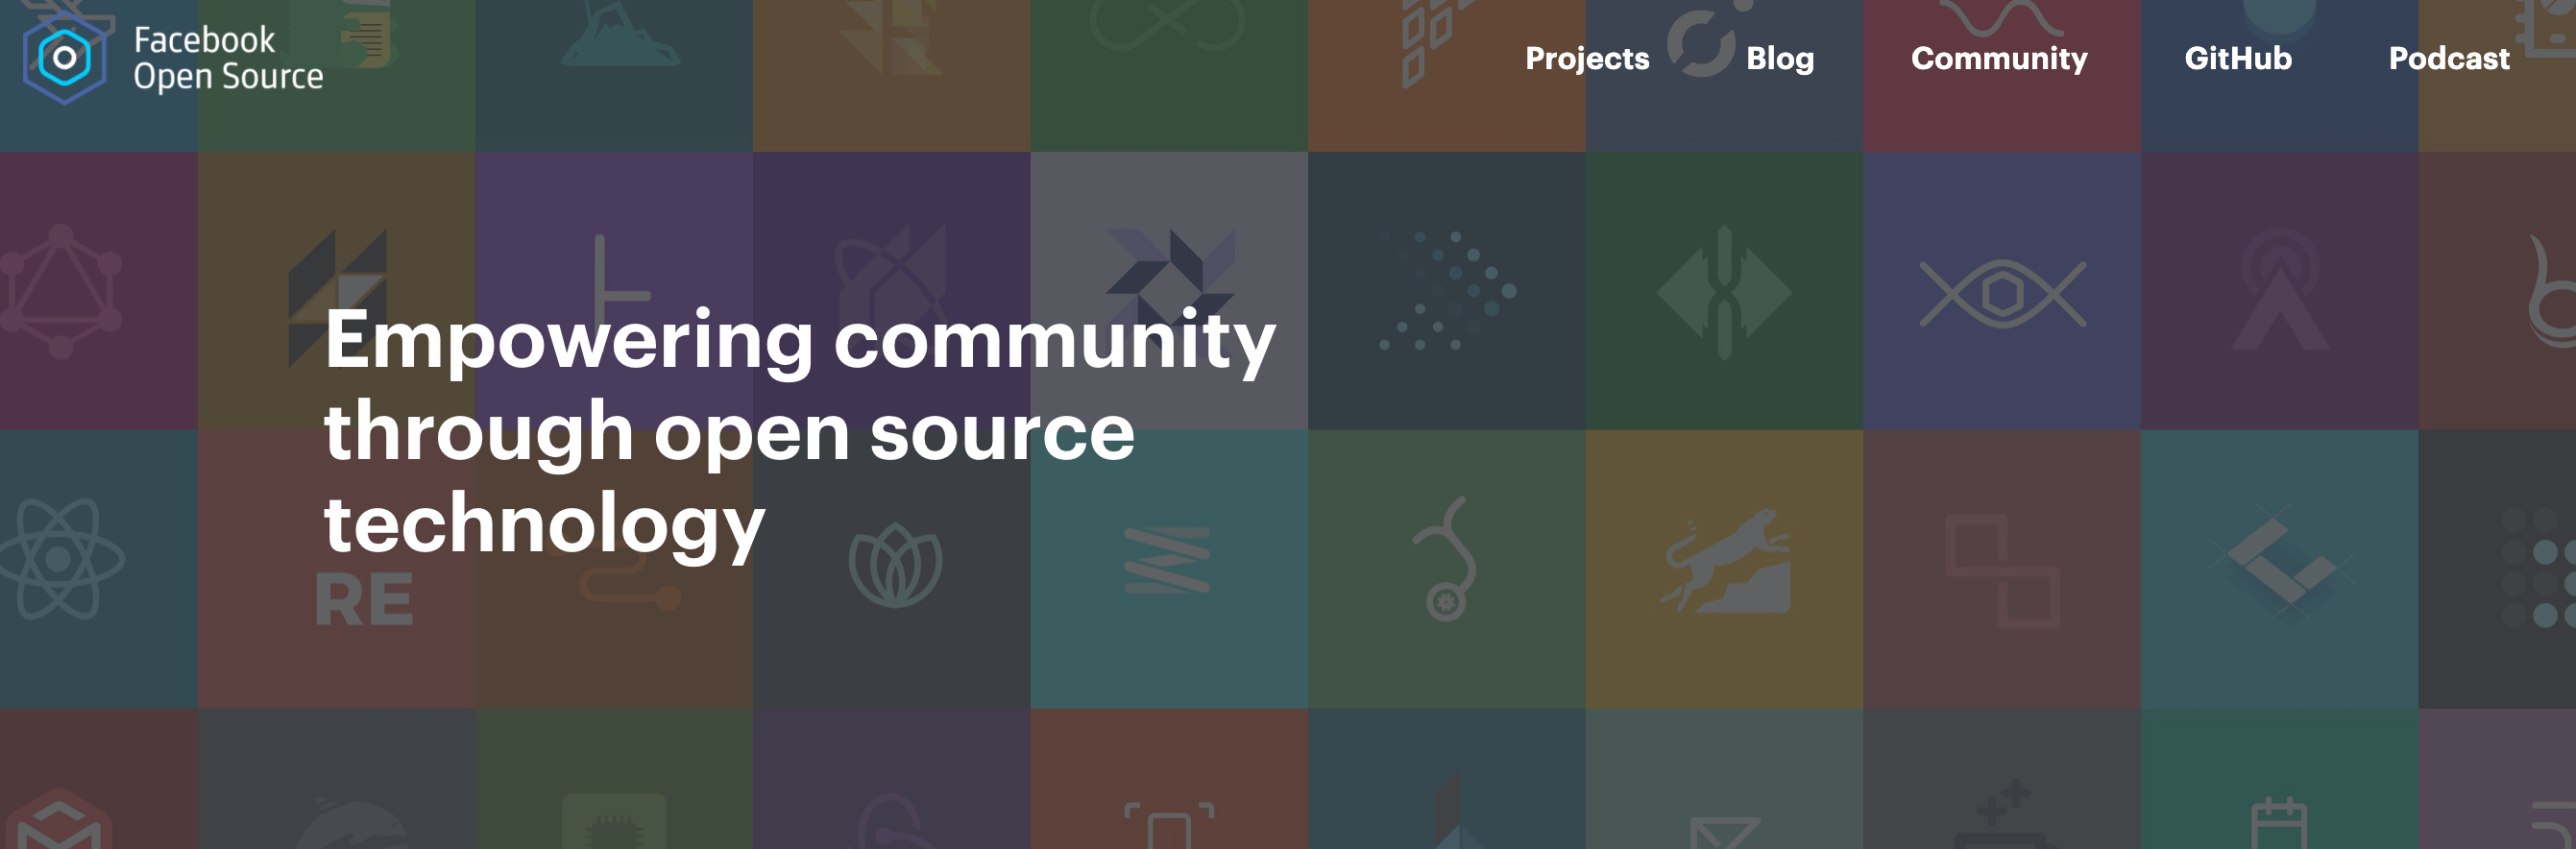 Facebook
Open Source
Projects
Blog
Community
GitHub
Podcast
Empowering community
through open source
technology
RE